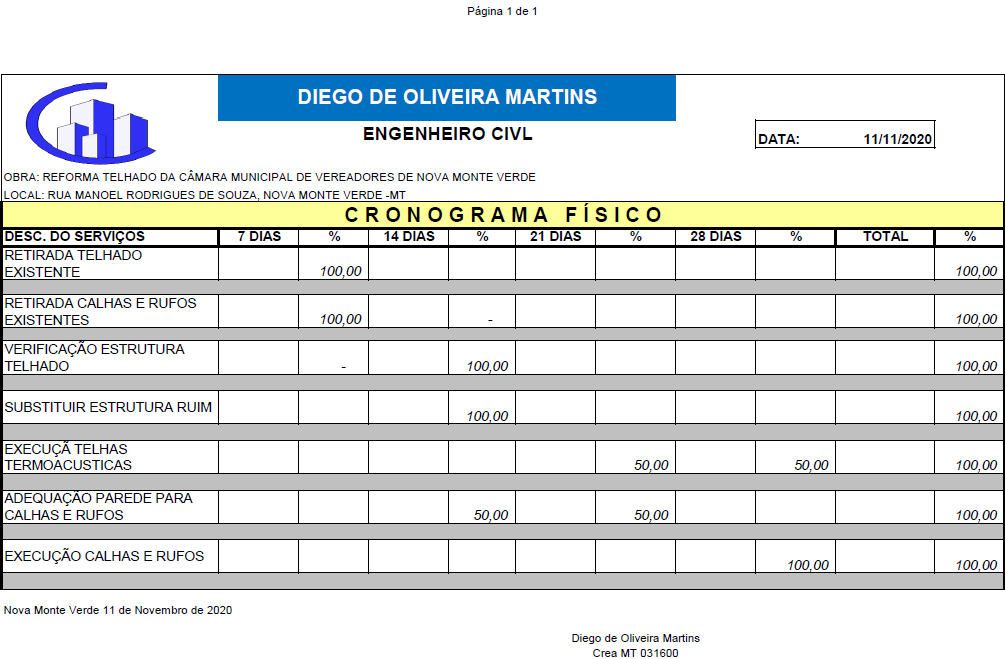 Página 1 de 1
DIEGO DE OLIVEIRA MARTINS
ENGENHEIRO CIVL
DATA: 11/11/2020
OBRA: REFORMA TELHADO DA CÂMARA MUNICIPAL DE VEREADORES DE NOVA MONTE VERDE
LOCAL: RUA MANOEL RODRIGUES DE SOUZA, NOVA MONTE VERDE -MT
CRONOGRAMA FÍSICO
DESC. DO SERVIÇOS 7 DIAS % 14 DIAS % 21 DIAS % 28 DIAS % TOTAL %
RETIRADA TELHADO
EXISTENTE 100,00 100,00
RETIRADA CALHAS E RUFOS
EXISTENTES 100,00 - 100,00
VERIFICAÇÃO ESTRUTURA
TELHADO - 100,00 100,00
SUBSTITUIR ESTRUTURA RUIM 100,00 100,00
EXECUÇÃ TELHAS
TERMOACUSTICAS 50,00 50,00 100,00
ADEQUAÇÃO PAREDE PARA
CALHAS E RUFOS 50,00 50,00 100,00
EXECUÇÃO CALHAS E RUFOS 100,00 100,00
Nova Monte Verde 11 de Novembro de 2020
Diego de Oliveira Martins
Crea MT 031600